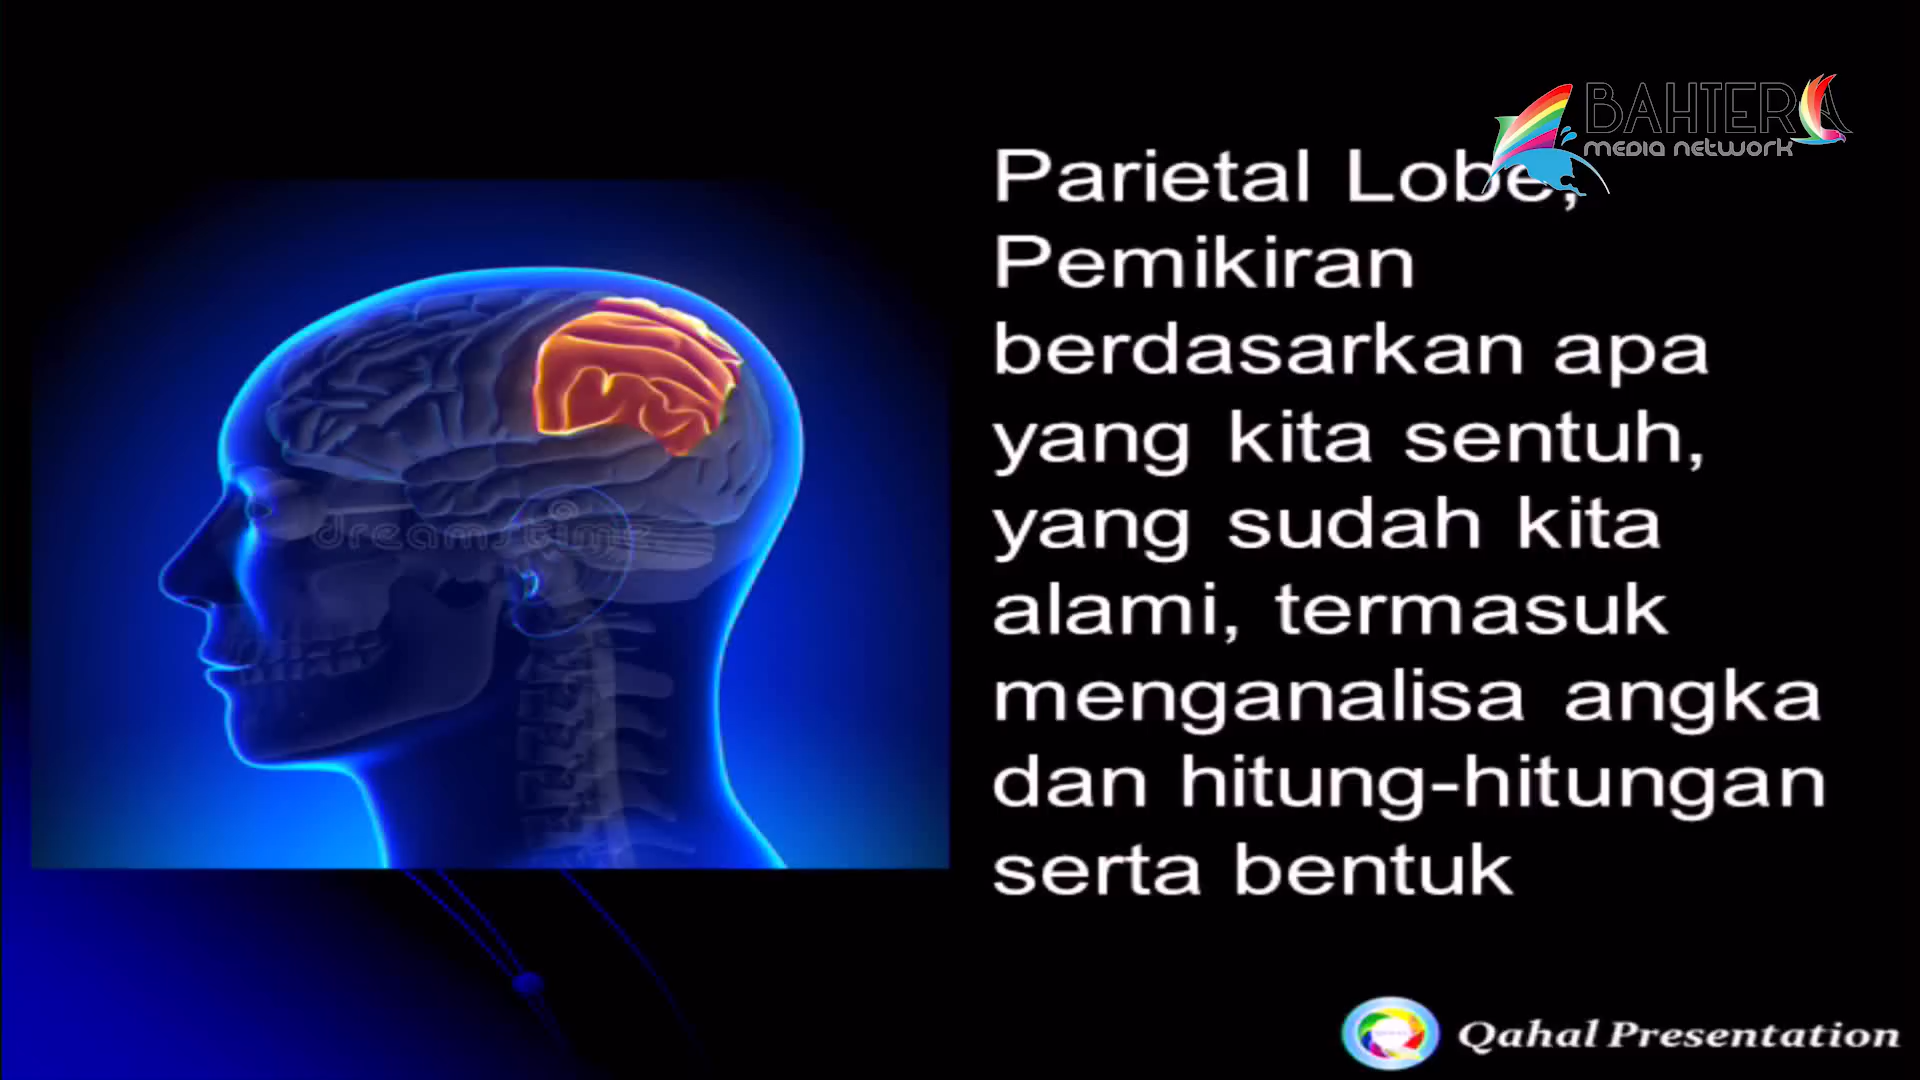 BAHTERA
MEDIA NETWORK
Parietal Lobe,
Pemikiran
berdasarkan apa
yang kita sentuh,
yang sudah kita
alami, termasuk
menganalisa angka
dan hitung-hitungan
serta bentuk
dreamstime
Qahal Presentation